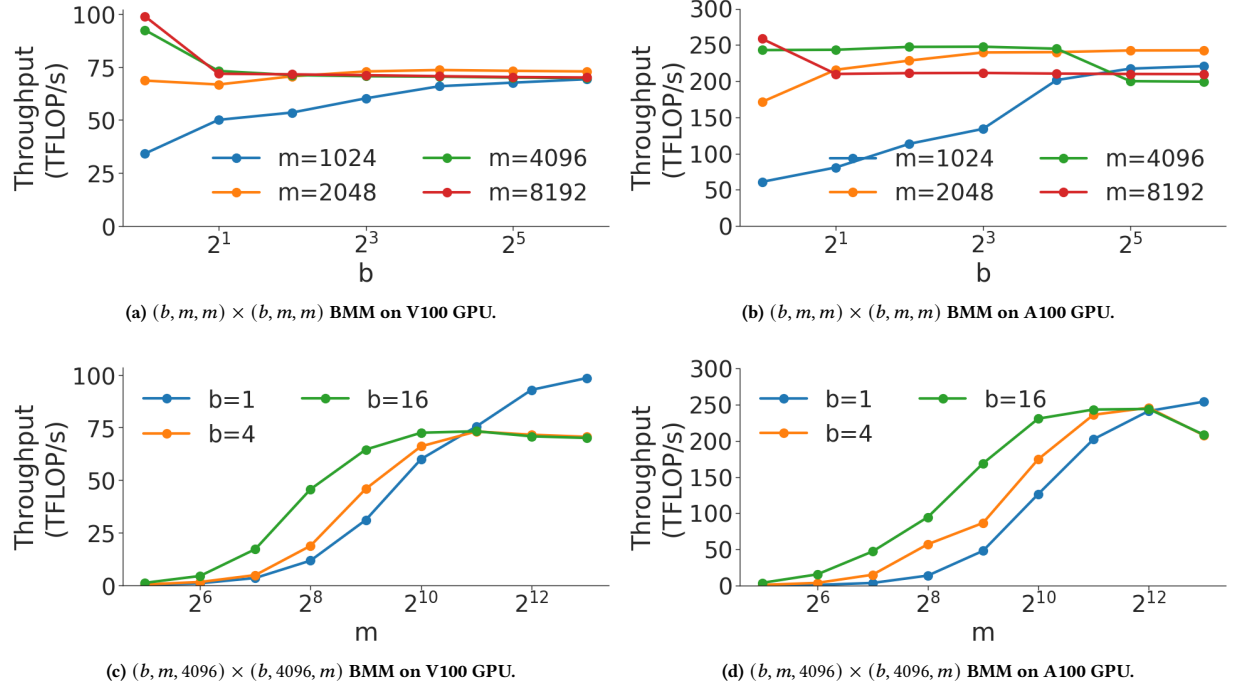 Throughput
(TFLOP/s)
100
75
50
25
0
m=1024
m=2048
m=4096
m=8192
2^1
2^3
2^5
b
(a) (b, m, m) × (b, m, m) BMM on V100 GPU.
Throughput
(TFLOP/s)
300
250
200
150
100
50
0
m=1024
m=2048
m=4096
m=8192
2^1
2^3
2^5
b
(b) (b, m, m) × (b, m, m) BMM on A100 GPU.
Throughput
(TFLOP/s)
100
75
50
25
0
b=1
b=4
b=16
2^6
2^8
2^10
2^12
m
(c) (b, m, 4096) × (b, 4096, m) BMM on V100 GPU.
Throughput
(TFLOP/s)
300
250
200
150
100
50
0
b=1
b=4
b=16
2^6
2^8
2^10
2^12
m
(d) (b, m, 4096) × (b, 4096, m) BMM on A100 GPU.